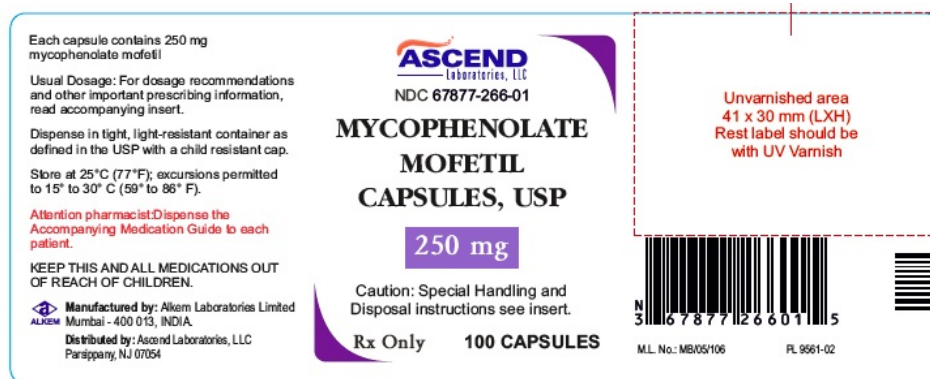 Each capsule contains 250 mg
mycophenolate mofetil
Usual Dosage: For dosage recommendations
and other important prescribing information,
read accompanying insert.
Dispense in tight, light-resistant container as
defined in the USP with a child resistant cap.
Store at 25°C (77°F); excursions permitted
to 15° to 30° C (59° to 86° F).
Attention pharmacist:Dispense the
Accompanying Medication Guide to each
patient.
KEEP THIS AND ALL MEDICATIONS OUT
OF REACH OF CHILDREN.
ALKEM
Manufactured by: Alkem Laboratories Limited
Mumbai - 400 013, INDIA.
Distributed by: Ascend Laboratories, LLC
Parsippany, NJ 07054
ASCEND
Laboratories, LLC
NDC 67877-266-01
MYCOPHENOLATE
MOFETIL
CAPSULES, USP
250 mg
Caution: Special Handling and
Disposal instructions see insert.
Rx Only 100 CAPSULES
Unvarnished area
41 x 30 mm (LXH)
Rest label should be
with UV Varnish
N
3 67877 26601 5
M.L. No.: MB/05/106 PL 9561-02